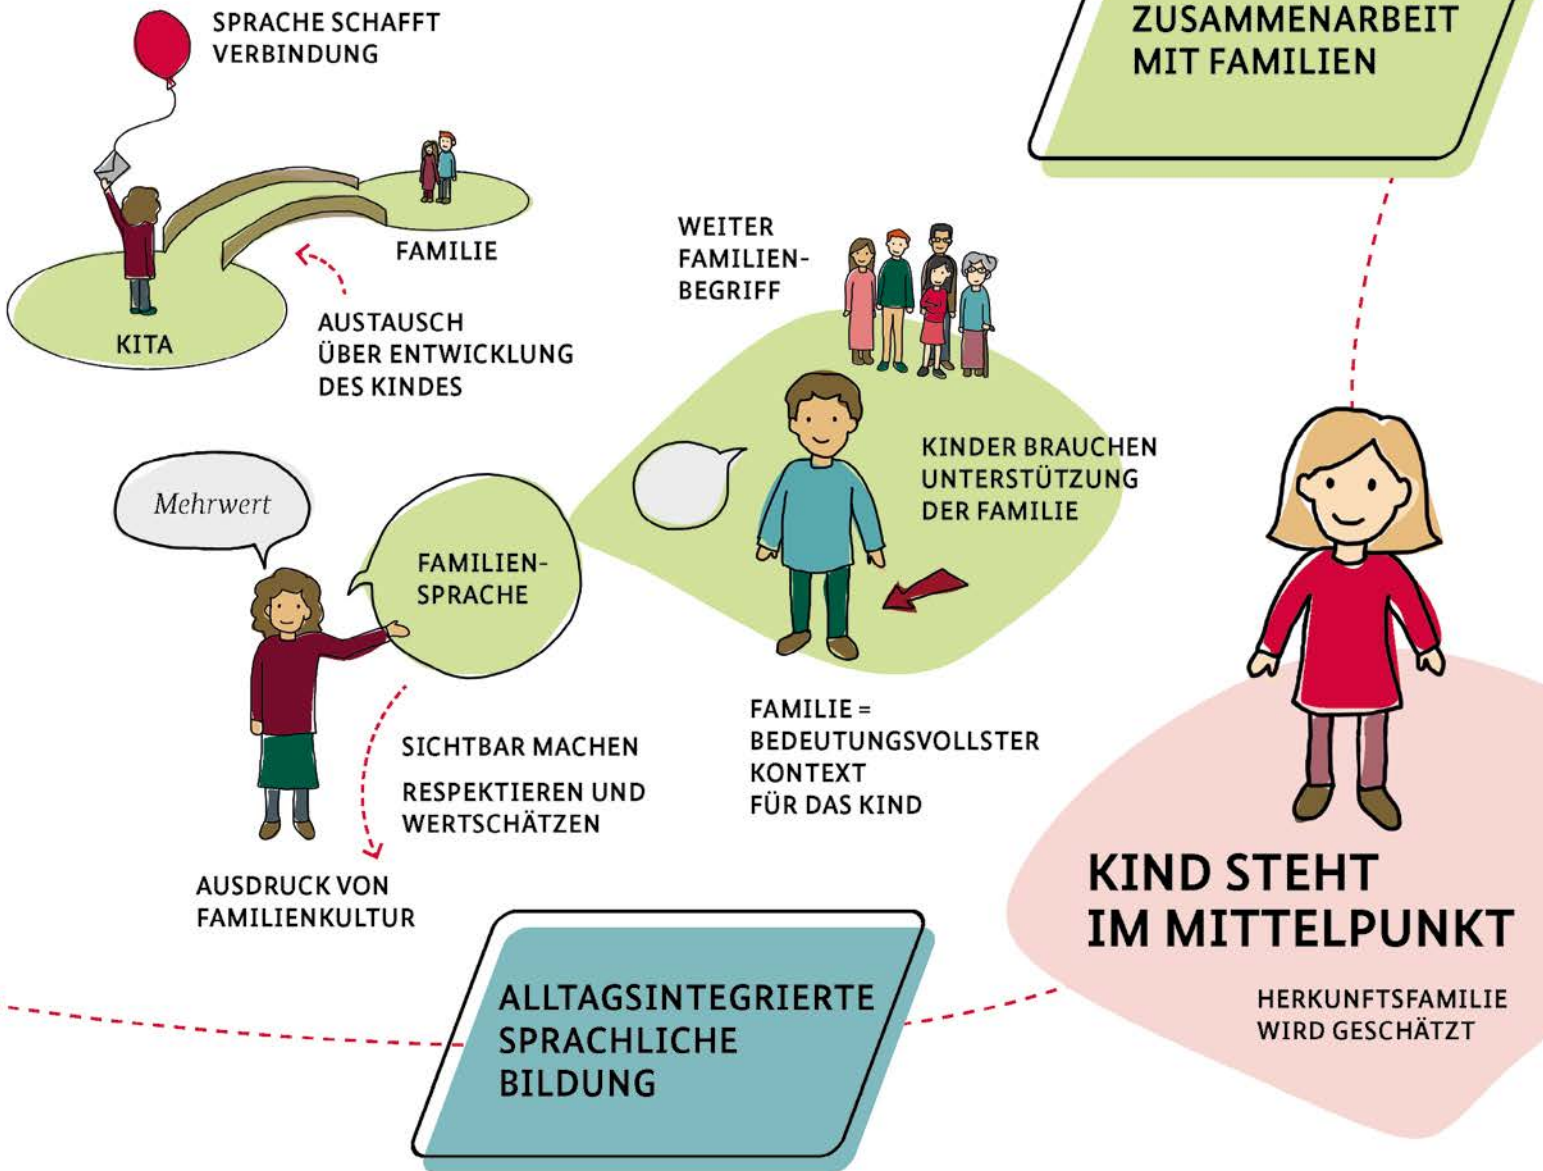 SPRACHE SCHAFFT
VERBINDUNG
ZUSAMMENARBEIT
MIT FAMILIEN
FAMILIE
KITA
AUSTAUSCH
ÜBER ENTWICKLUNG
DES KINDES
WEITER
FAMILIEN-
BEGRIFF
KINDER BRAUCHEN
UNTERSTÜTZUNG
DER FAMILIE
Mehrwert
FAMILIEN-
SPRACHE
SICHTBAR MACHEN
RESPEKTIEREN UND
WERTSCHÄTZEN
AUSDRUCK VON
FAMILIENKULTUR
FAMILIE =
BEDEUTUNGSVOLLSTER
KONTEXT
FÜR DAS KIND
KIND STEHT
IM MITTELPUNKT
HERKUNFTSFAMILIE
WIRD GESCHÄTZT
ALLTAGSINTEGRIERTE
SPRACHLICHE
BILDUNG